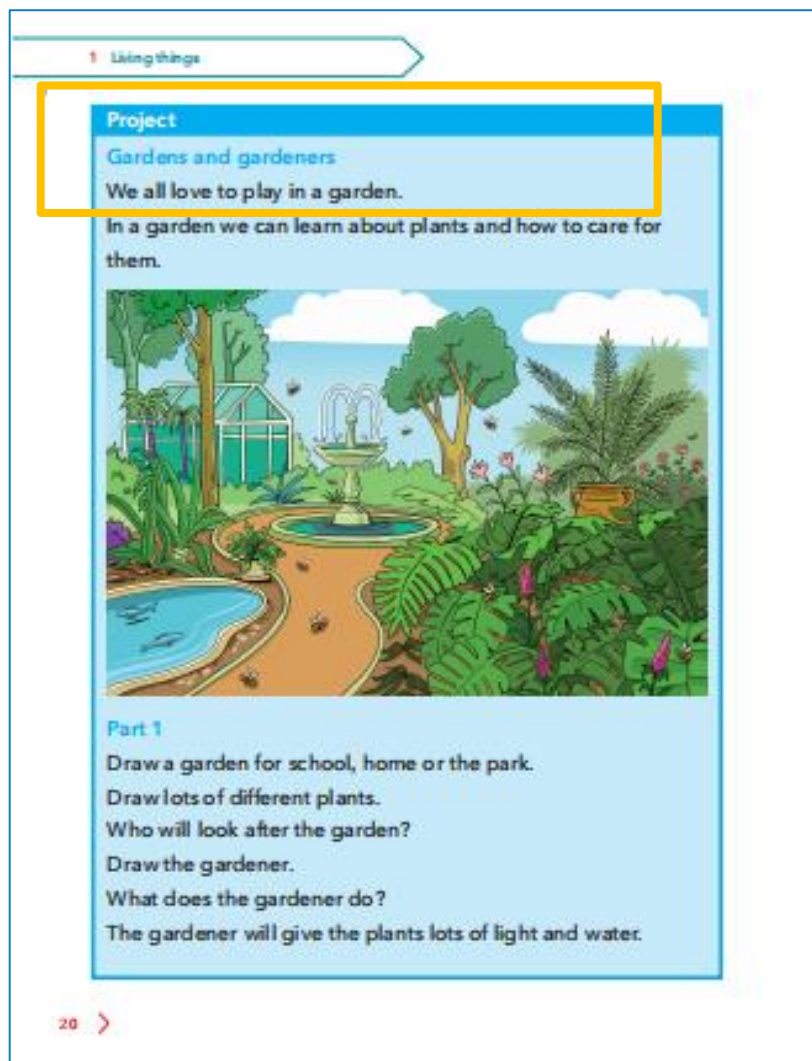 1 Living things
Project
Gardens and gardeners
We all love to play in a garden.
In a garden we can learn about plants and how to care for
them.
Part 1
Draw a garden for school, home or the park.
Draw lots of different plants.
Who will look after the garden?
Draw the gardener.
What does the gardener do?
The gardener will give the plants lots of light and water.
20